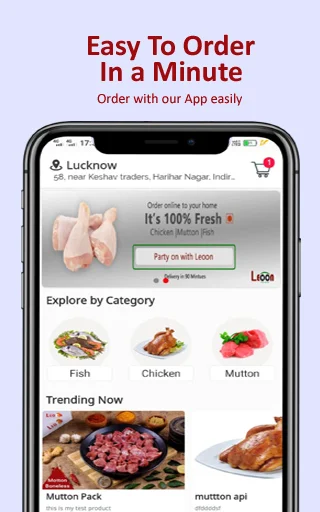 Easy To Order
In a Minute
Order with our App easily
Lucknow
1
58, near Keshav traders, Harihar Nagar, Indir...
Order online to your home
It's 100% Fresh
Chicken |Mutton |Fish
Party on with Leoon
Delivery in 90 Mintues
Leoon
Explore by Category
Fish
Chicken
Mutton
Trending Now
Mutton
Boneless
Mutton Pack
muttton api
this is my test product
dfdddsf